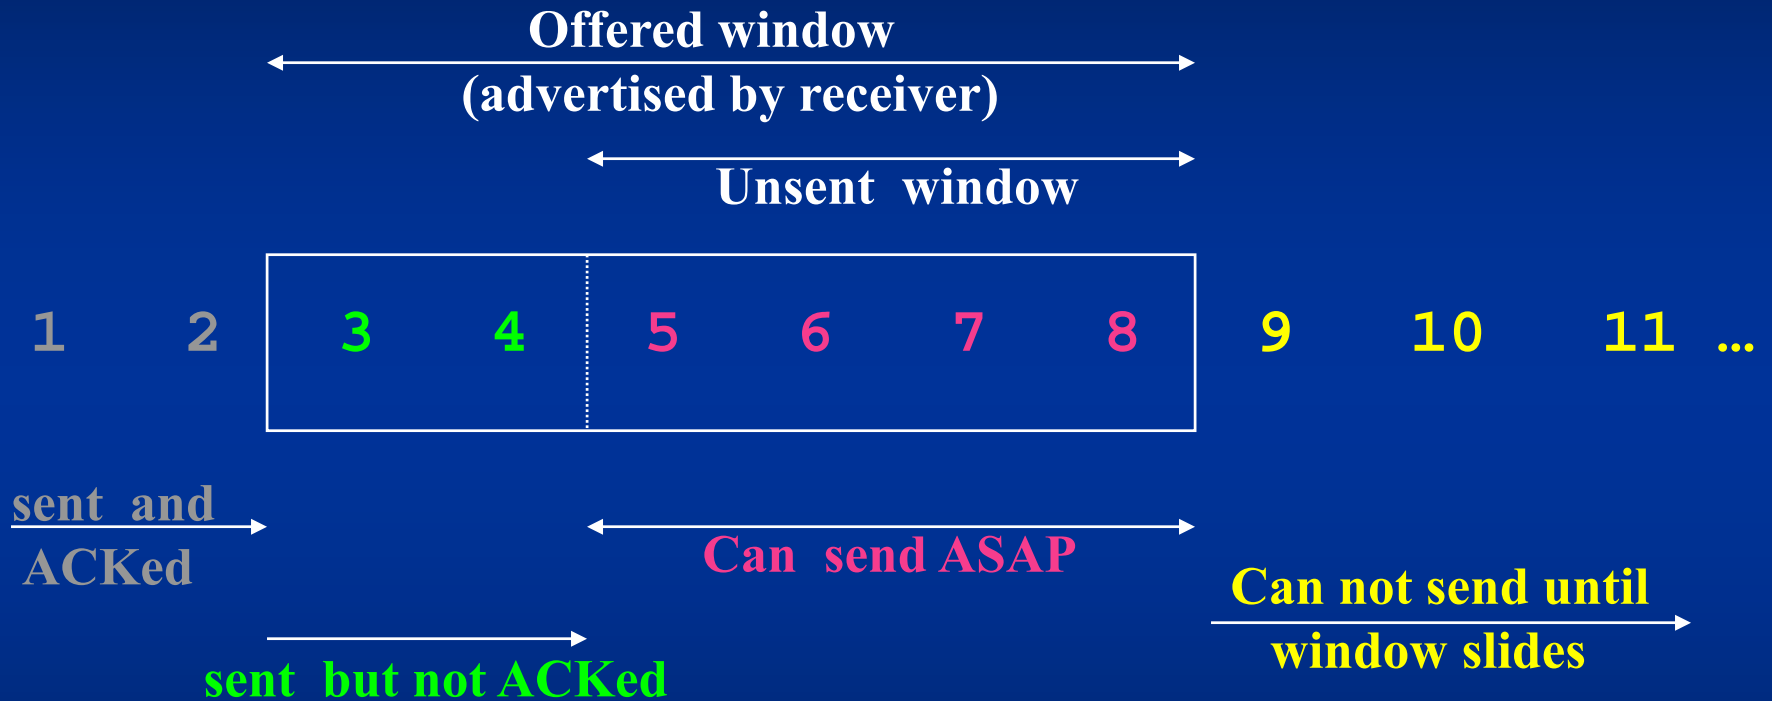 Offered window
(advertised by receiver)
Unsent window
1 2 3 4 5 6 7 8 9 10 11 ...
sent and
ACKed
Can send ASAP
Can not send until
window slides
sent but not ACKed